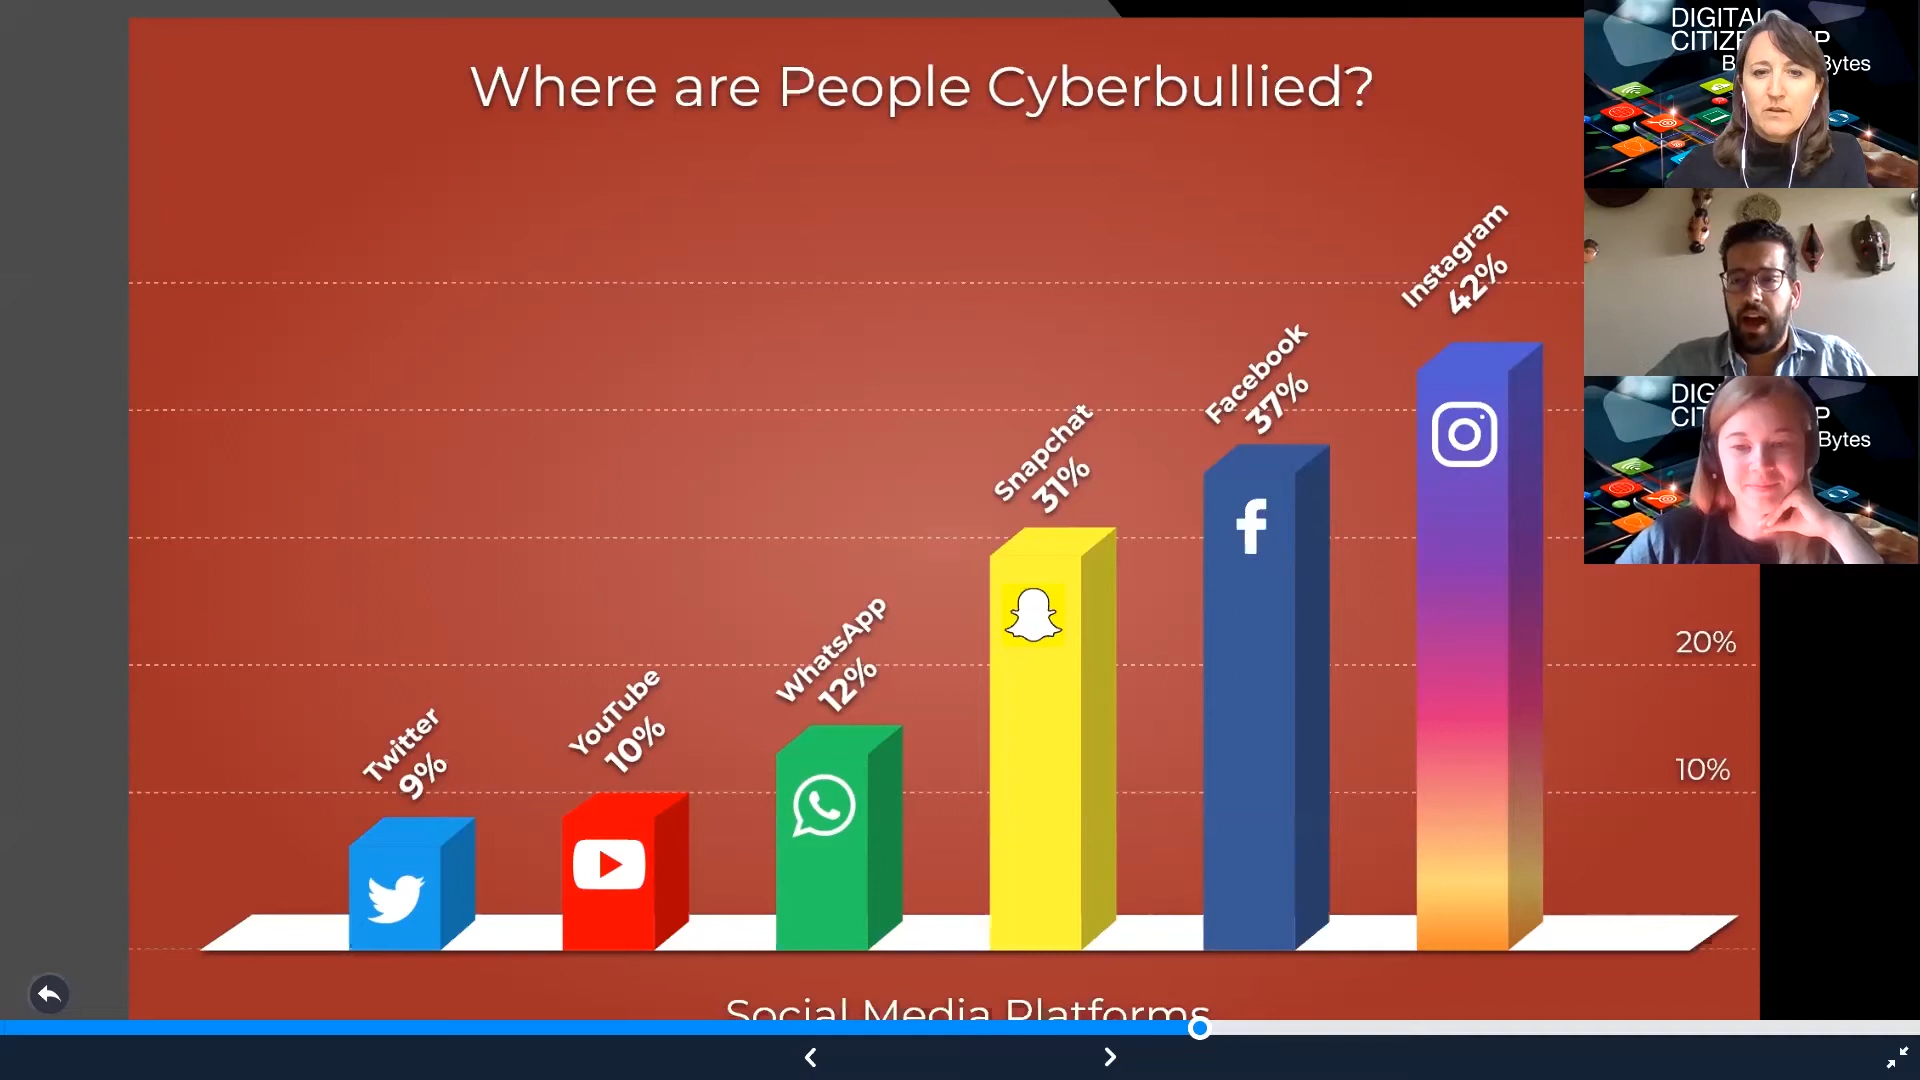 Where are People Cyberbullied?
Twitter
9%
YouTube
10%
WhatsApp
12%
Snapchat
31%
Facebook
37%
Instagram
42%
20%
10%
Social Media Platforms
DIGITAL
Bytes
Bytes